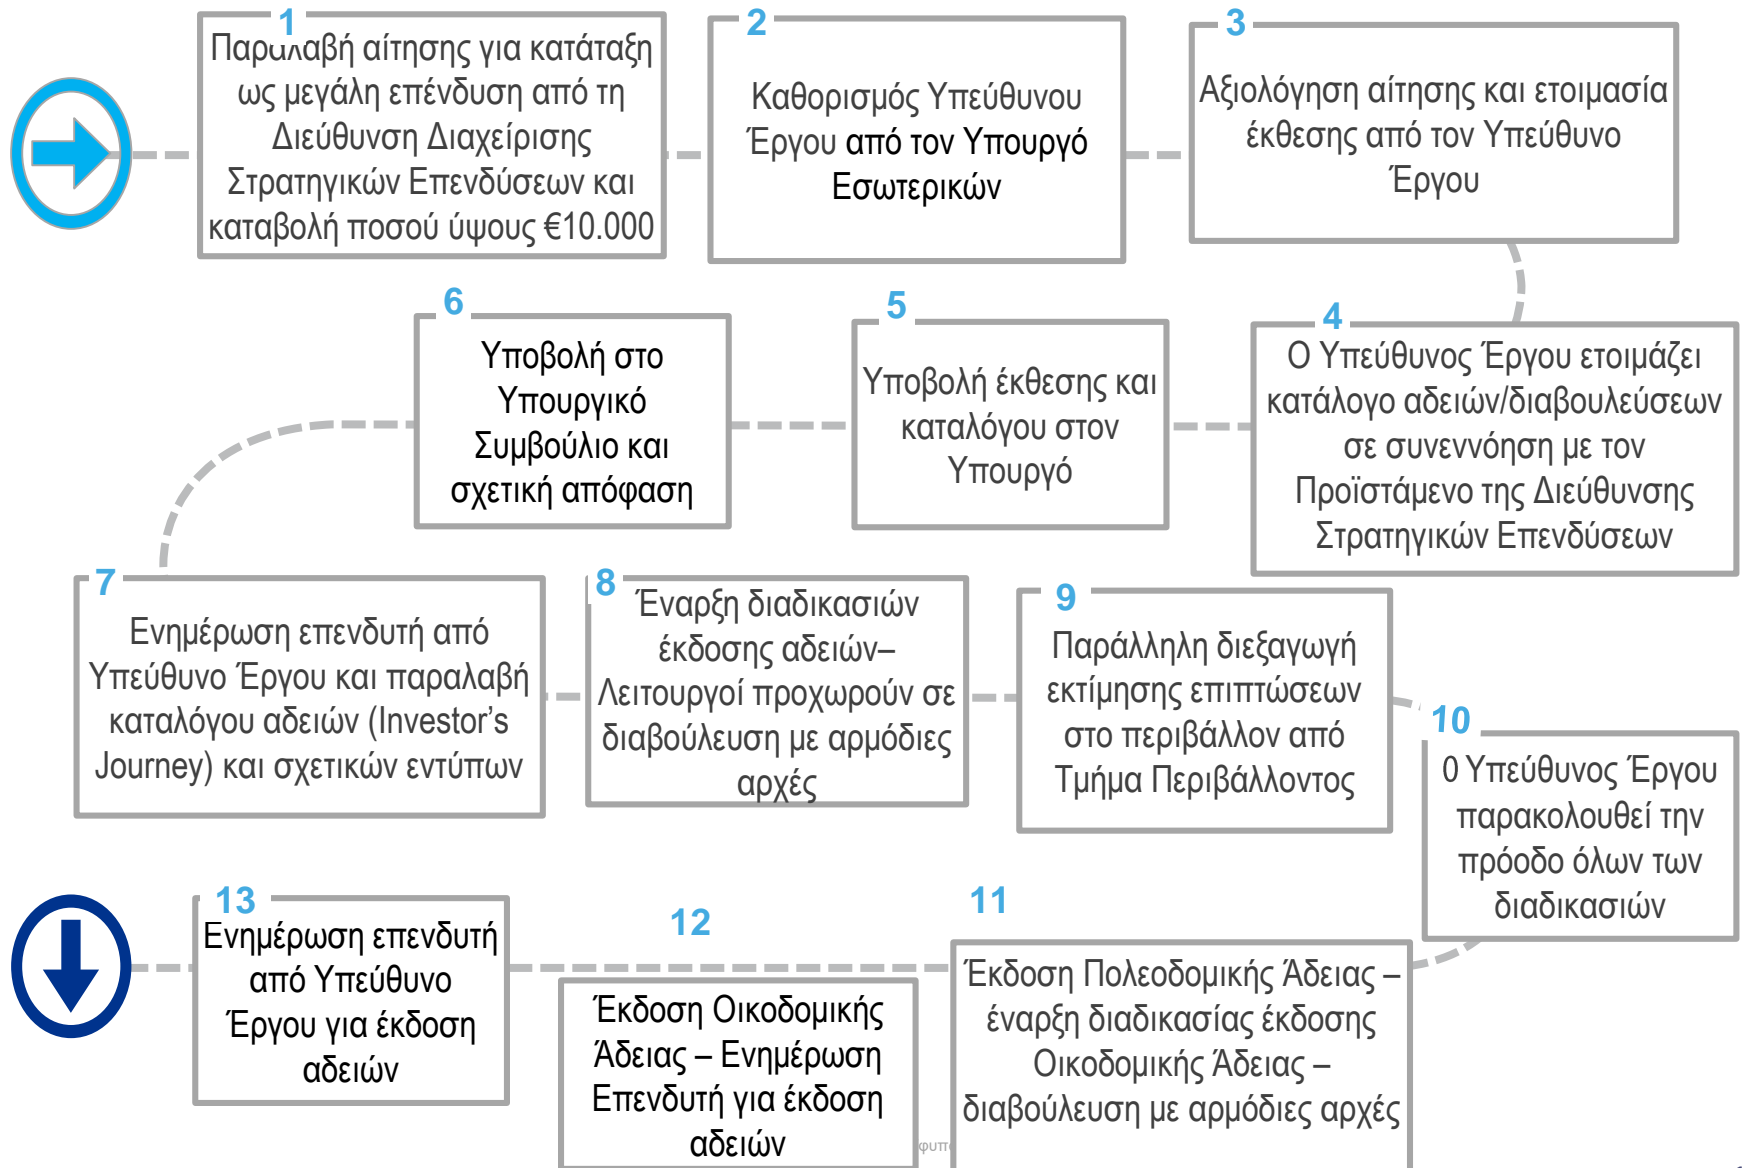 1
Παραλαβή αίτησης για κατάταξη
ως μεγάλη επένδυση από τη
Διεύθυνση Διαχείρισης
Στρατηγικών Επενδύσεων και
καταβολή ποσού ύψους €10.000
2
Καθορισμός Υπεύθυνου
Έργου από τον Υπουργό
Εσωτερικών
3
Αξιολόγηση αίτησης και ετοιμασία
έκθεσης από τον Υπεύθυνο
Έργου
4
Ο Υπεύθυνος Έργου ετοιμάζει
κατάλογο αδειών/διαβουλεύσεων
σε συνεννόηση με τον
Προϊστάμενο της Διεύθυνσης
Στρατηγικών Επενδύσεων
5
Υποβολή έκθεσης και
καταλόγου στον
Υπουργό
6
Υποβολή στο
Υπουργικό
Συμβούλιο και
σχετική απόφαση
7
Ενημέρωση επενδυτή από
Υπεύθυνο Έργου και παραλαβή
καταλόγου αδειών (Investor's
Journey) και σχετικών εντύπων
8
Έναρξη διαδικασιών
έκδοσης αδειών–
Λειτουργοί προχωρούν σε
διαβούλευση με αρμόδιες
αρχές
9
Παράλληλη διεξαγωγή
εκτίμησης επιπτώσεων
στο περιβάλλον από
Τμήμα Περιβάλλοντος
10
0 Υπεύθυνος Έργου
παρακολουθεί την
πρόοδο όλων των
διαδικασιών
11
Έκδοση Πολεοδομικής Άδειας –
έναρξη διαδικασίας έκδοσης
Οικοδομικής Άδειας –
διαβούλευση με αρμόδιες αρχές
12
Έκδοση Οικοδομικής
Άδειας – Ενημέρωση
Επενδυτή για έκδοση
αδειών
13
Ενημέρωση επενδυτή
από Υπεύθυνο
Έργου για έκδοση
αδειών